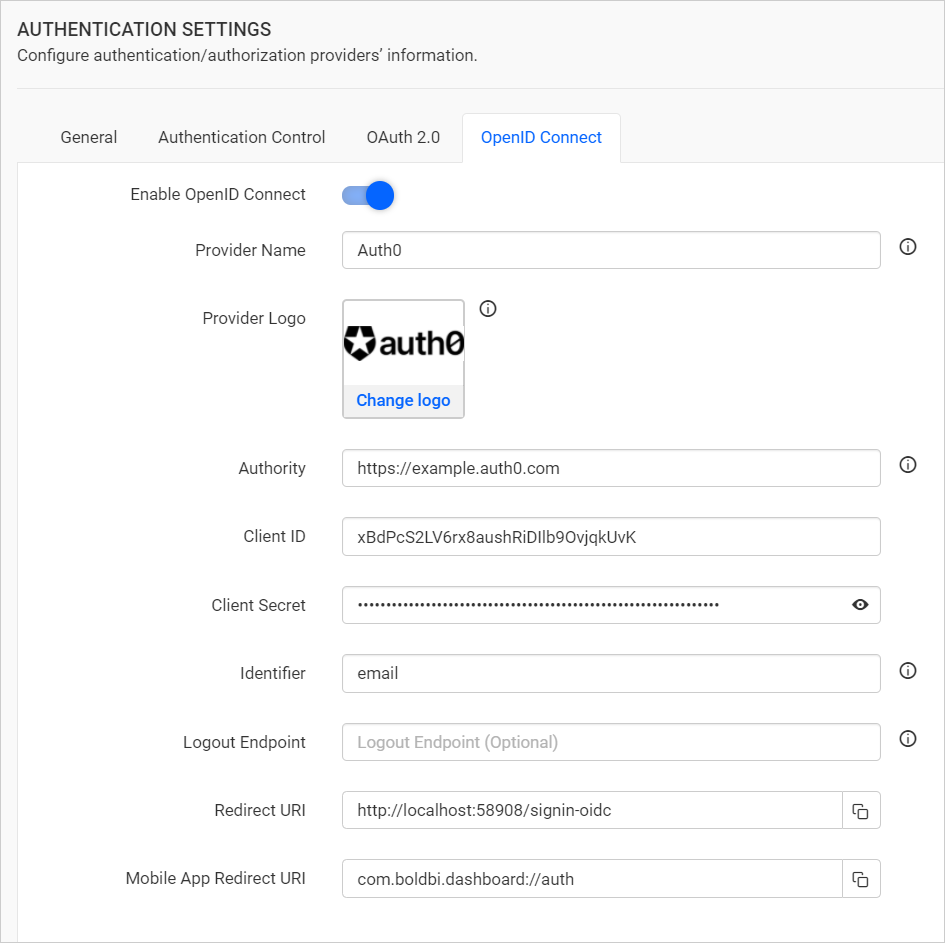 AUTHENTICATION SETTINGS
Configure authentication/authorization providers’ information.
General Authentication Control OAuth 2.0 OpenID Connect
Enable OpenID Connect
Provider Name Auth0
Provider Logo auth0
Change logo
Authority https://example.auth0.com
Client ID xBdPcS2LV6rx8aushRiDIlb9OvjqkUvK
Client Secret
Identifier email
Logout Endpoint Logout Endpoint (Optional)
Redirect URI http://localhost:58908/signin-oidc
Mobile App Redirect URI com.boldbi.dashboard://auth